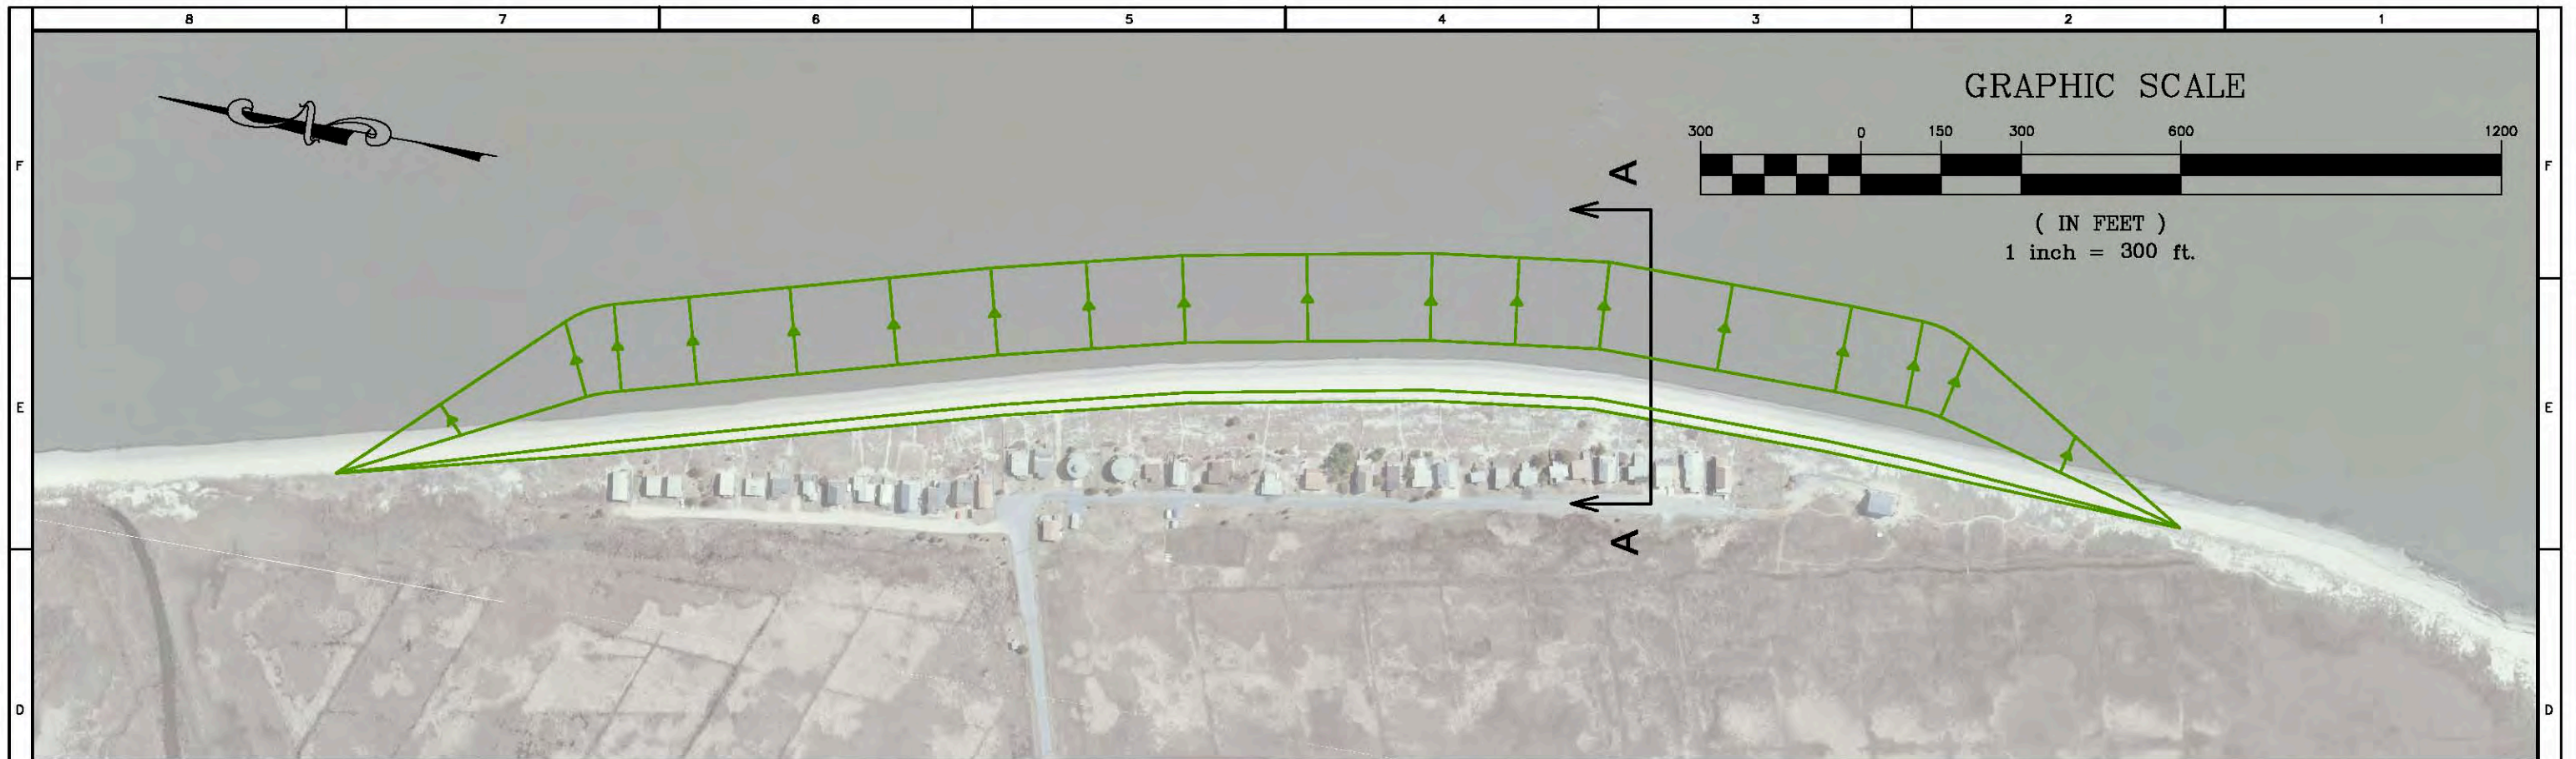 8 7 6 5 4 3 2 1
GRAPHIC SCALE
300 0 150 300 600 1200
F A F
( IN FEET )
1 inch = 300 ft.
E E
A
D D